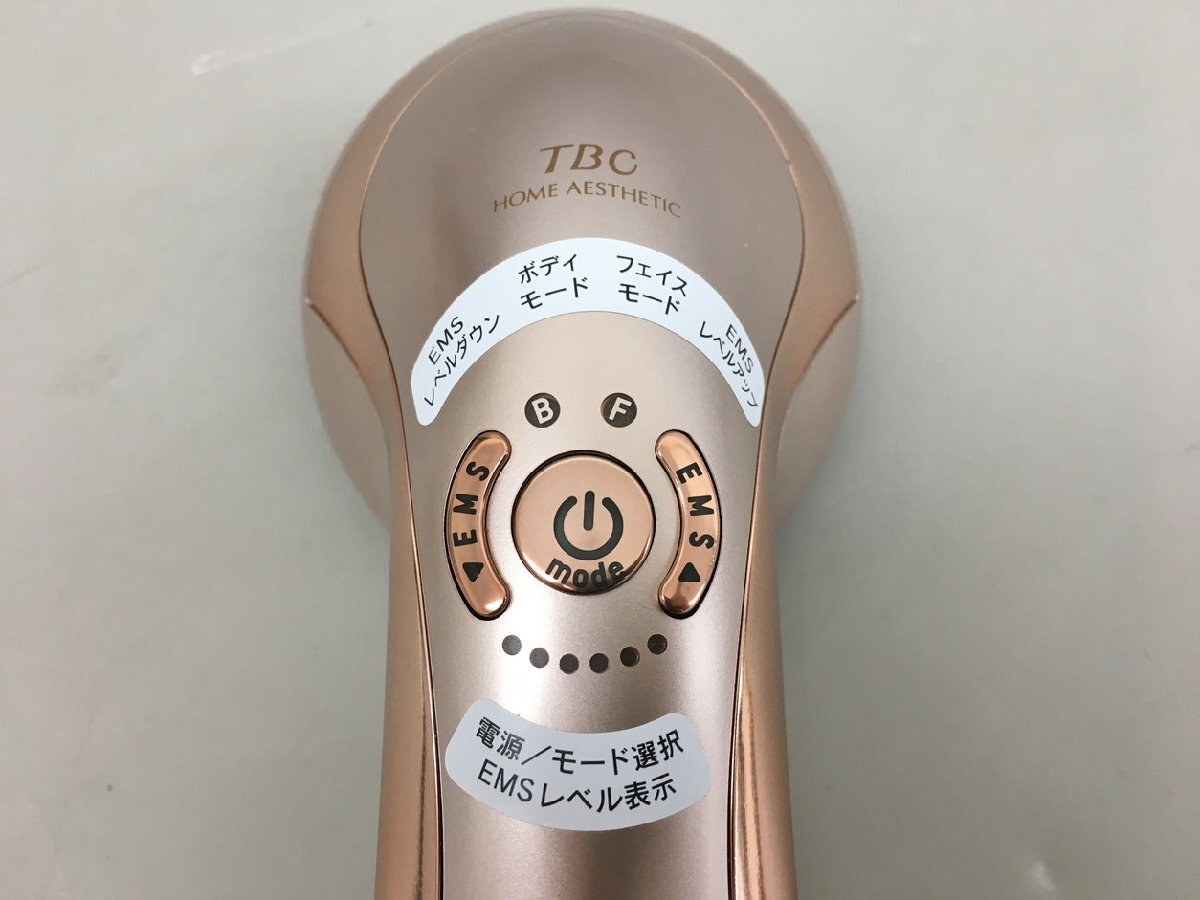 TBC
HOME AESTHETIC
EMS
レベルダウン
ボディ
モード
フェイス
モード
EMS
レベルアップ
B
F
EMS
mode
EMS
電源/モード選択
EMSレベル表示